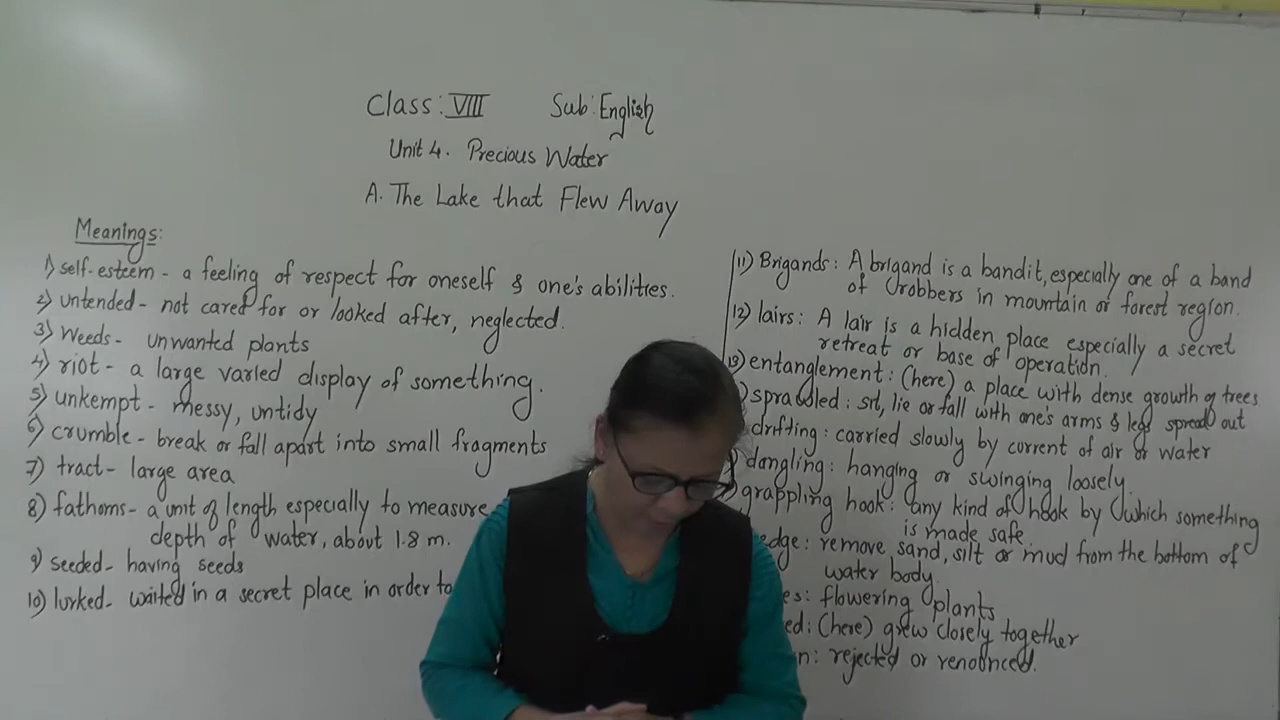 Class: VIII Sub: English
Unit 4. Precious Water
A. The Lake that Flew Away
Meanings:
1) self-esteem - a feeling of respect for oneself & one's abilities.
2) untended - not cared for or looked after, neglected.
3) Weeds - unwanted plants
4) riot - a large varied display of something.
5) unkempt - messy, untidy
6) crumble - break or fall apart into small fragments
7) tract - large area
8) fathoms - a unit of length especially to measure
depth of water, about 1.8 m.
9) seeded - having seeds
10) lurked - waited in a secret place in order to
11) Brigands: A brigand is a bandit, especially one of a band
of robbers in mountain or forest region.
12) lairs: A lair is a hidden place especially a secret
retreat or base of operation.
13) entanglement: (here) a place with dense growth of trees
) sprawled: sit, lie or fall with one's arms & legs spread out
drifting: carried slowly by current of air or water
) dangling: hanging or swinging loosely.
) grappling hook: any kind of hook by which something
is made safe.
edge: remove sand, silt or mud from the bottom of
water body.
es: flowering plants
ed: (here) grew closely together
n: rejected or renounced.